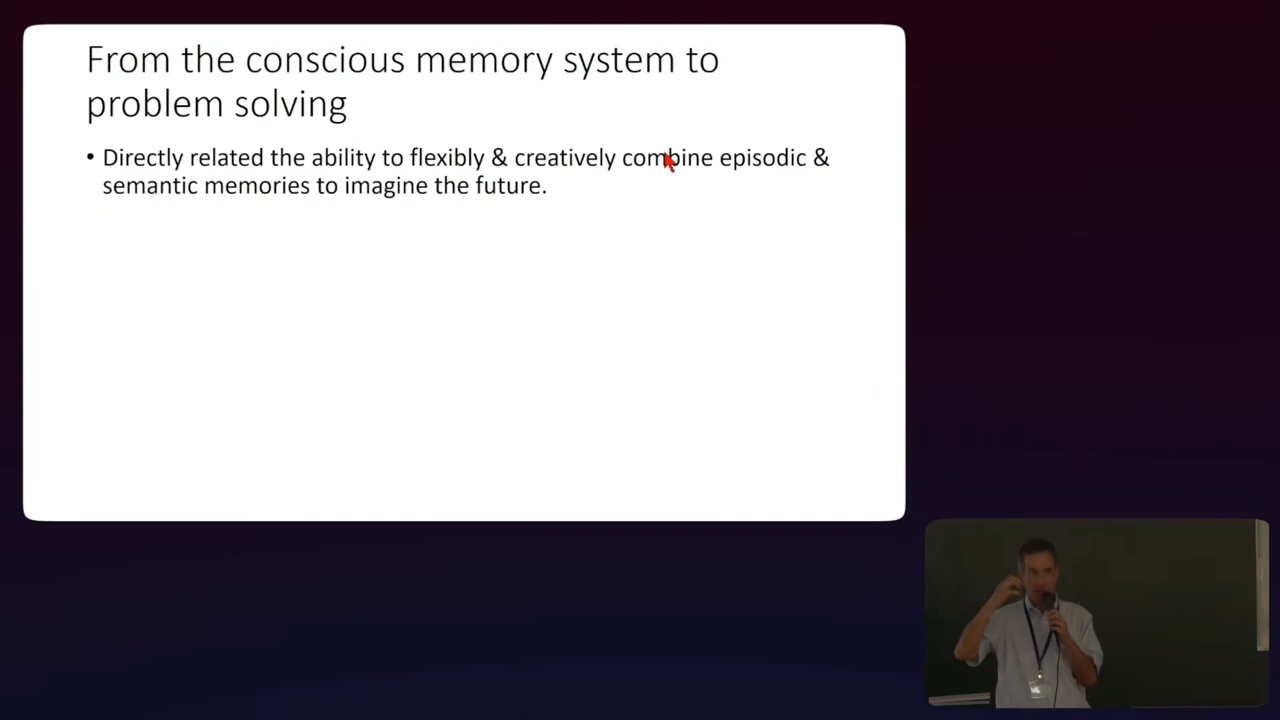 From the conscious memory system to
problem solving
• Directly related the ability to flexibly & creatively combine episodic &
semantic memories to imagine the future.